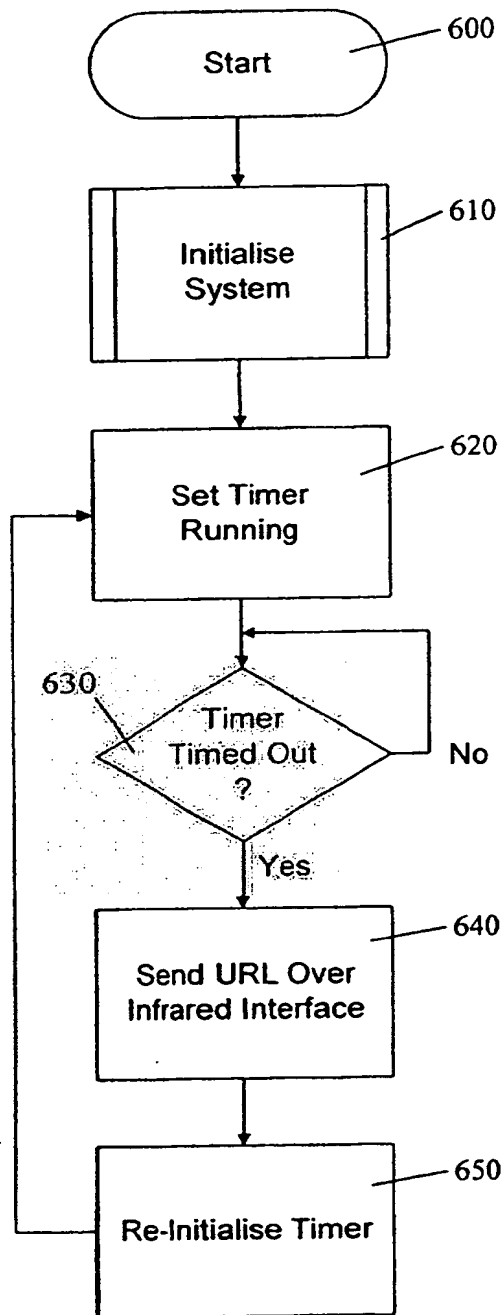 Start
600
Initialise
System
610
Set Timer
Running
620
630
Timer
Timed Out
?
No
Yes
Send URL Over
Infrared Interface
640
Re-Initialise Timer
650